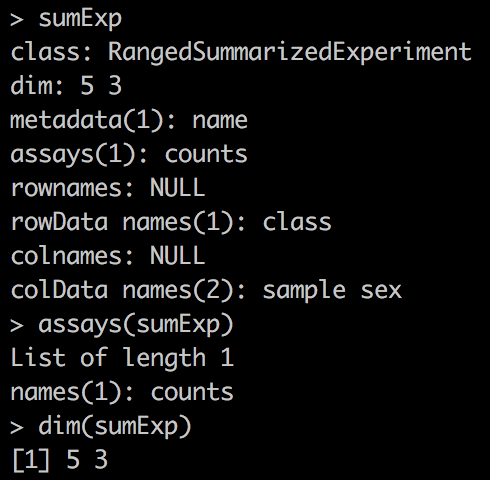 > sumExp
class: RangedSummarizedExperiment
dim: 5 3
metadata(1): name
assays(1): counts
rownames: NULL
rowData names(1): class
colnames: NULL
colData names(2): sample sex
> assays(sumExp)
List of length 1
names(1): counts
> dim(sumExp)
[1] 5 3